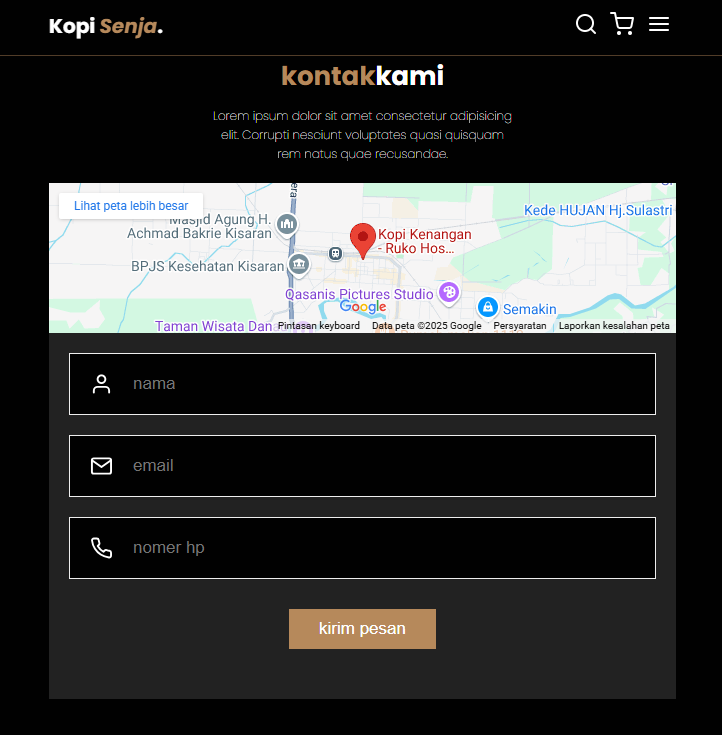 Kopi Senja.
kontakkami
Lorem ipsum dolor sit amet consectetur adipisicing
elit. Corrupti nesciunt voluptates quasi quisquam
rem natus quae recusandae.
Lihat peta lebih besar
era
Kede HUJAN Hj.Sulastri
Masjid Agung H.
Achmad Bakrie Kisaran
Kopi Kenangan
- Ruko Hos...
BPJS Kesehatan Kisaran
Qasanis Pictures Studio
Semakin
Google
Taman Wisata Dan
Pintasan keyboard
Data peta ©2025 Google
Persyaratan
Laporkan kesalahan peta
nama
email
nomer hp
kirim pesan